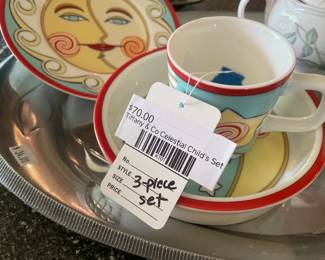 $70.00
Tiffany & Co Celestial Child's Set
No.
STYLE
SIZE 3-piece
PRICE set